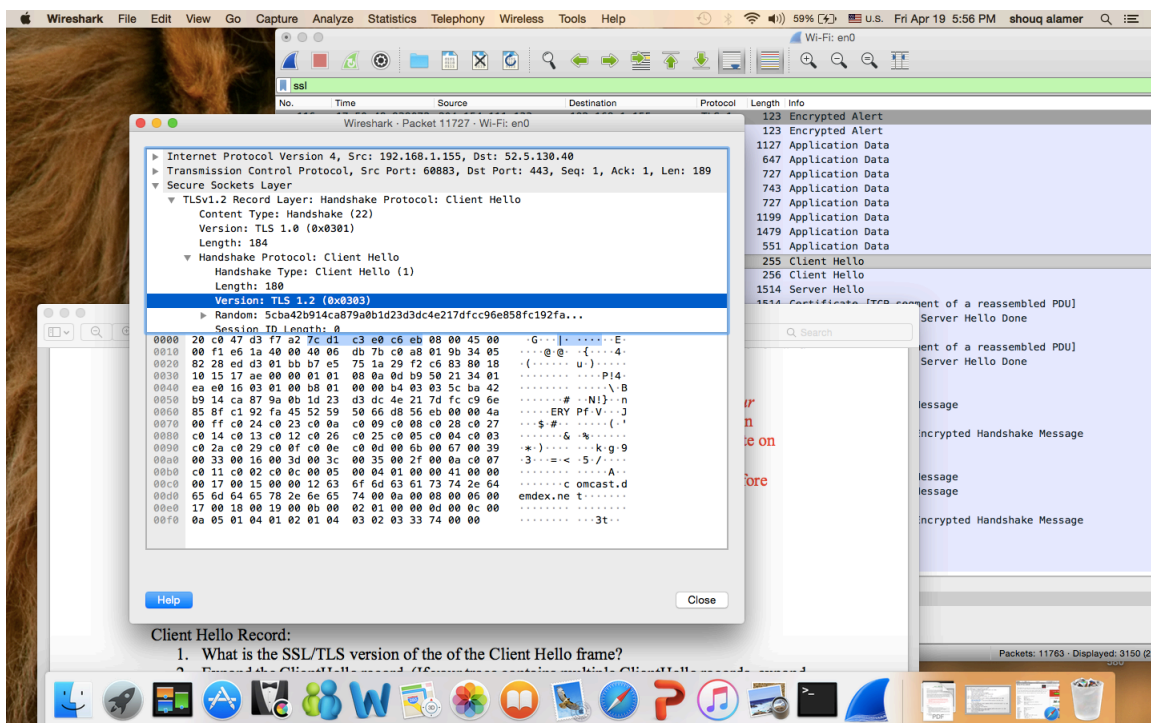 Wireshark File Edit View Go Capture Analyze Statistics Telephony Wireless Tools Help 59% U.S. Fri Apr 19 5:56 PM shouq alamer
Wi-Fi: en0
ssl
No. Time Source Destination Protocol Length Info
123 Encrypted Alert
123 Encrypted Alert
1127 Application Data
647 Application Data
727 Application Data
743 Application Data
727 Application Data
1199 Application Data
1479 Application Data
551 Application Data
255 Client Hello
256 Client Hello
1514 Server Hello
1514 Certificate [TCP segment of a reassembled PDU]
Server Hello Done
ent of a reassembled PDU]
Server Hello Done
essage
ncrypted Handshake Message
essage
essage
ncrypted Handshake Message
Packets: 11763 · Displayed: 3150 (2
Wireshark · Packet 11727 · Wi-Fi: en0
Internet Protocol Version 4, Src: 192.168.1.155, Dst: 52.5.130.40
Transmission Control Protocol, Src Port: 60883, Dst Port: 443, Seq: 1, Ack: 1, Len: 189
Secure Sockets Layer
TLSv1.2 Record Layer: Handshake Protocol: Client Hello
Content Type: Handshake (22)
Version: TLS 1.0 (0x0301)
Length: 184
Handshake Protocol: Client Hello
Handshake Type: Client Hello (1)
Length: 180
Version: TLS 1.2 (0x0303)
Random: 5cba42b914ca879a0b1d23d3dc4e217dfcc96e858fc192fa...
Session ID Length: 0
0000 20 c0 47 d3 f7 a2 7c d1 c3 e0 c6 eb 08 00 45 00 ·G···|·······E·
0010 00 f1 e6 1a 40 00 40 06 db 7b c0 a8 01 9b 34 05 ····@·@· ·{····4·
0020 82 28 ed d3 01 bb b7 e5 75 1a 29 f2 c6 83 80 18 ·(······ u·)·····
0030 10 15 17 ae 00 00 01 01 08 0a 0d b9 50 21 34 01 ········ ····P!4·
0040 ea e0 16 03 01 00 b8 01 00 00 b4 03 03 5c ba 42 ········ ·····\·B
0050 b9 14 ca 87 9a 0b 1d 23 d3 dc 4e 21 7d fc c9 6e ·······# ··N!}··n
0060 85 8f c1 92 fa 45 52 59 50 66 d8 56 eb 00 00 4a ·····ERY Pf·V···J
0070 00 ff c0 24 c0 23 c0 0a c0 09 c0 08 c0 28 c0 27 ···$·#·· ·····(·'
0080 c0 14 c0 13 c0 12 c0 26 c0 25 c0 05 c0 04 c0 03 ·······& ·%······
0090 c0 2a c0 29 c0 0f c0 0e c0 0d 00 6b 00 67 00 39 ·*·)···· ···k·g·9
00a0 00 33 00 16 00 3d 00 3c 00 35 00 2f 00 0a c0 07 ·3···=·< ·5·/····
00b0 c0 11 c0 02 c0 0c 00 05 00 04 01 00 00 41 00 00 ········ ·····A··
00c0 00 17 00 15 00 00 12 63 6f 6d 63 61 73 74 2e 64 ·······c omcast.d
00d0 65 6d 64 65 78 2e 6e 65 74 00 0a 00 08 00 06 00 emdex.ne t·······
00e0 17 00 18 00 19 00 0b 00 02 01 00 00 0d 00 0c 00 ········ ········
00f0 0a 05 01 04 01 02 01 04 03 02 03 33 74 00 00 ········ ···3t··
Help Close
Search
ur
n
te on
fore
Client Hello Record:
1. What is the SSL/TLS version of the of the Client Hello frame?
PDF